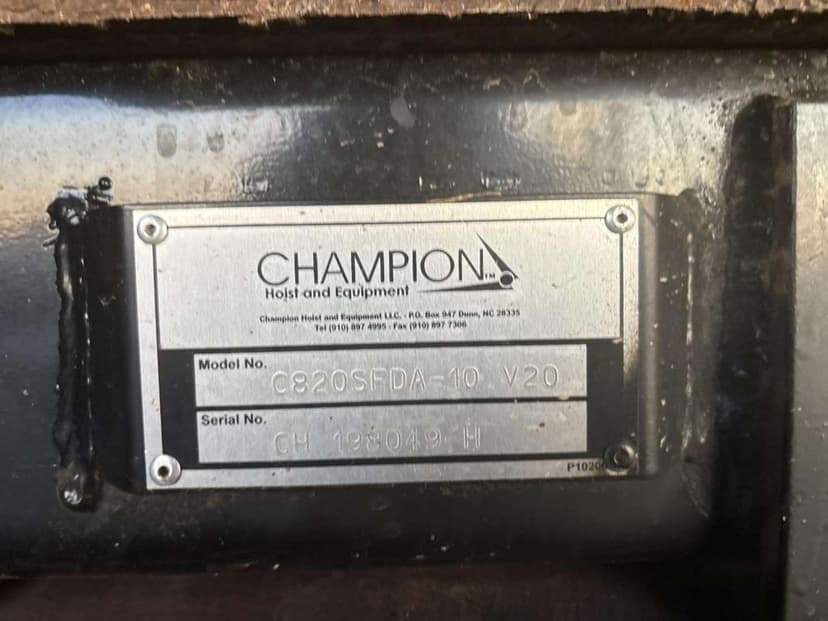 CHAMPION™
Hoist and Equipment
Champion Hoist and Equipment LLC. - P.O. Box 947 Dunn, NC 28335
Tel (910) 897 4995 - Fax (910) 897 7306
Model No.
C820SFDA-10 V20
Serial No.
CH 198049 H